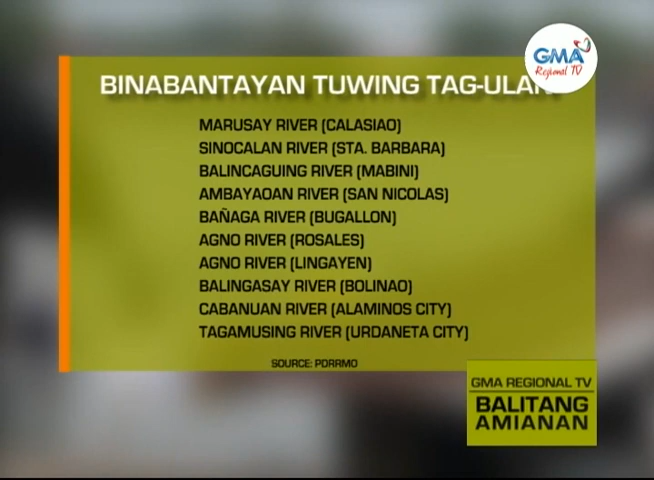 GMA
Regional TV
BINABANTAYAN TUWING TAG-ULAN
MARUSAY RIVER (CALASIAO)
SINOCALAN RIVER (STA. BARBARA)
BALINCAGUING RIVER (MABINI)
AMBAYAOAN RIVER (SAN NICOLAS)
BAÑAGA RIVER (BUGALLON)
AGNO RIVER (ROSALES)
AGNO RIVER (LINGAYEN)
BALINGASAY RIVER (BOLINAO)
CABANUAN RIVER (ALAMINOS CITY)
TAGAMUSING RIVER (URDANETA CITY)
SOURCE: PDRRMO
GMA REGIONAL TV
BALITANG
AMIANAN